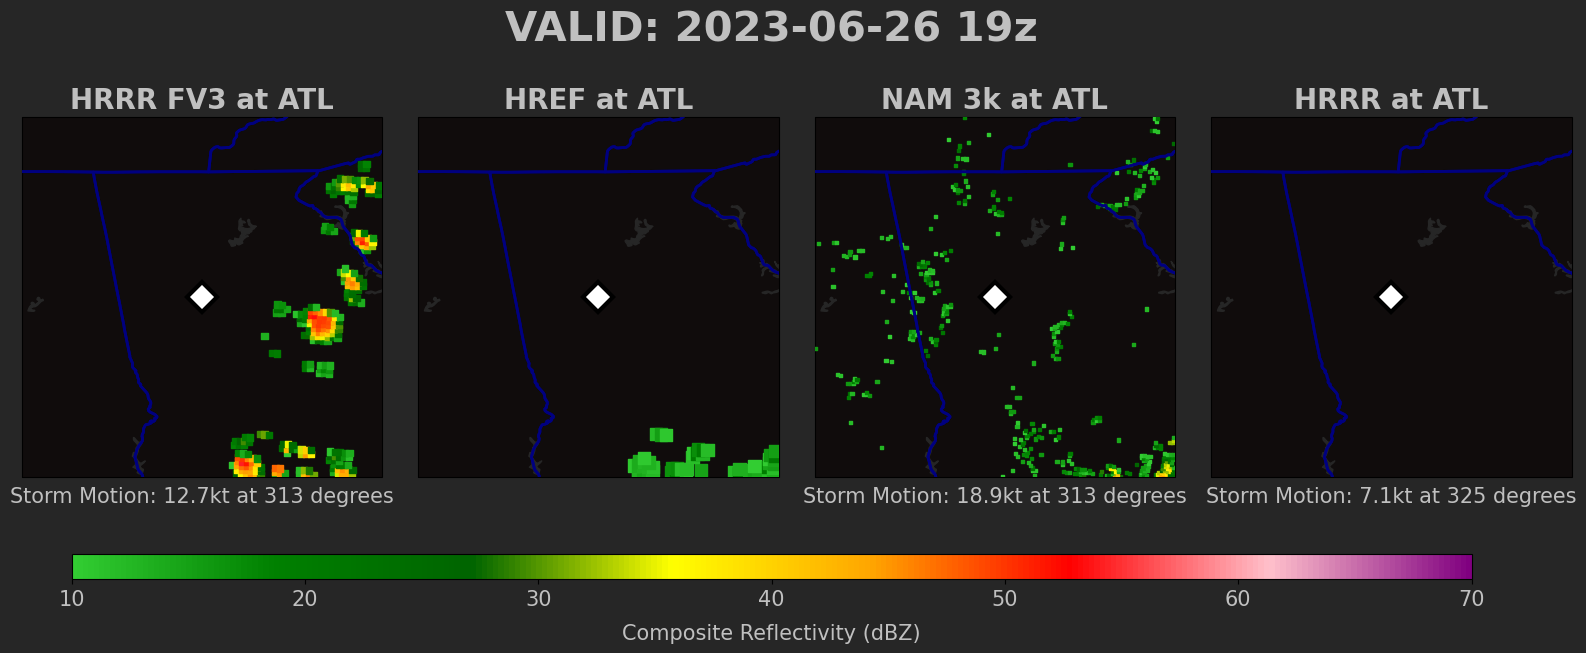 VALID: 2023-06-26 19z
HRRR FV3 at ATL
HREF at ATL
NAM 3k at ATL
HRRR at ATL
Storm Motion: 12.7kt at 313 degrees
Storm Motion: 18.9kt at 313 degrees
Storm Motion: 7.1kt at 325 degrees
10 20 30 40 50 60 70
Composite Reflectivity (dBZ)